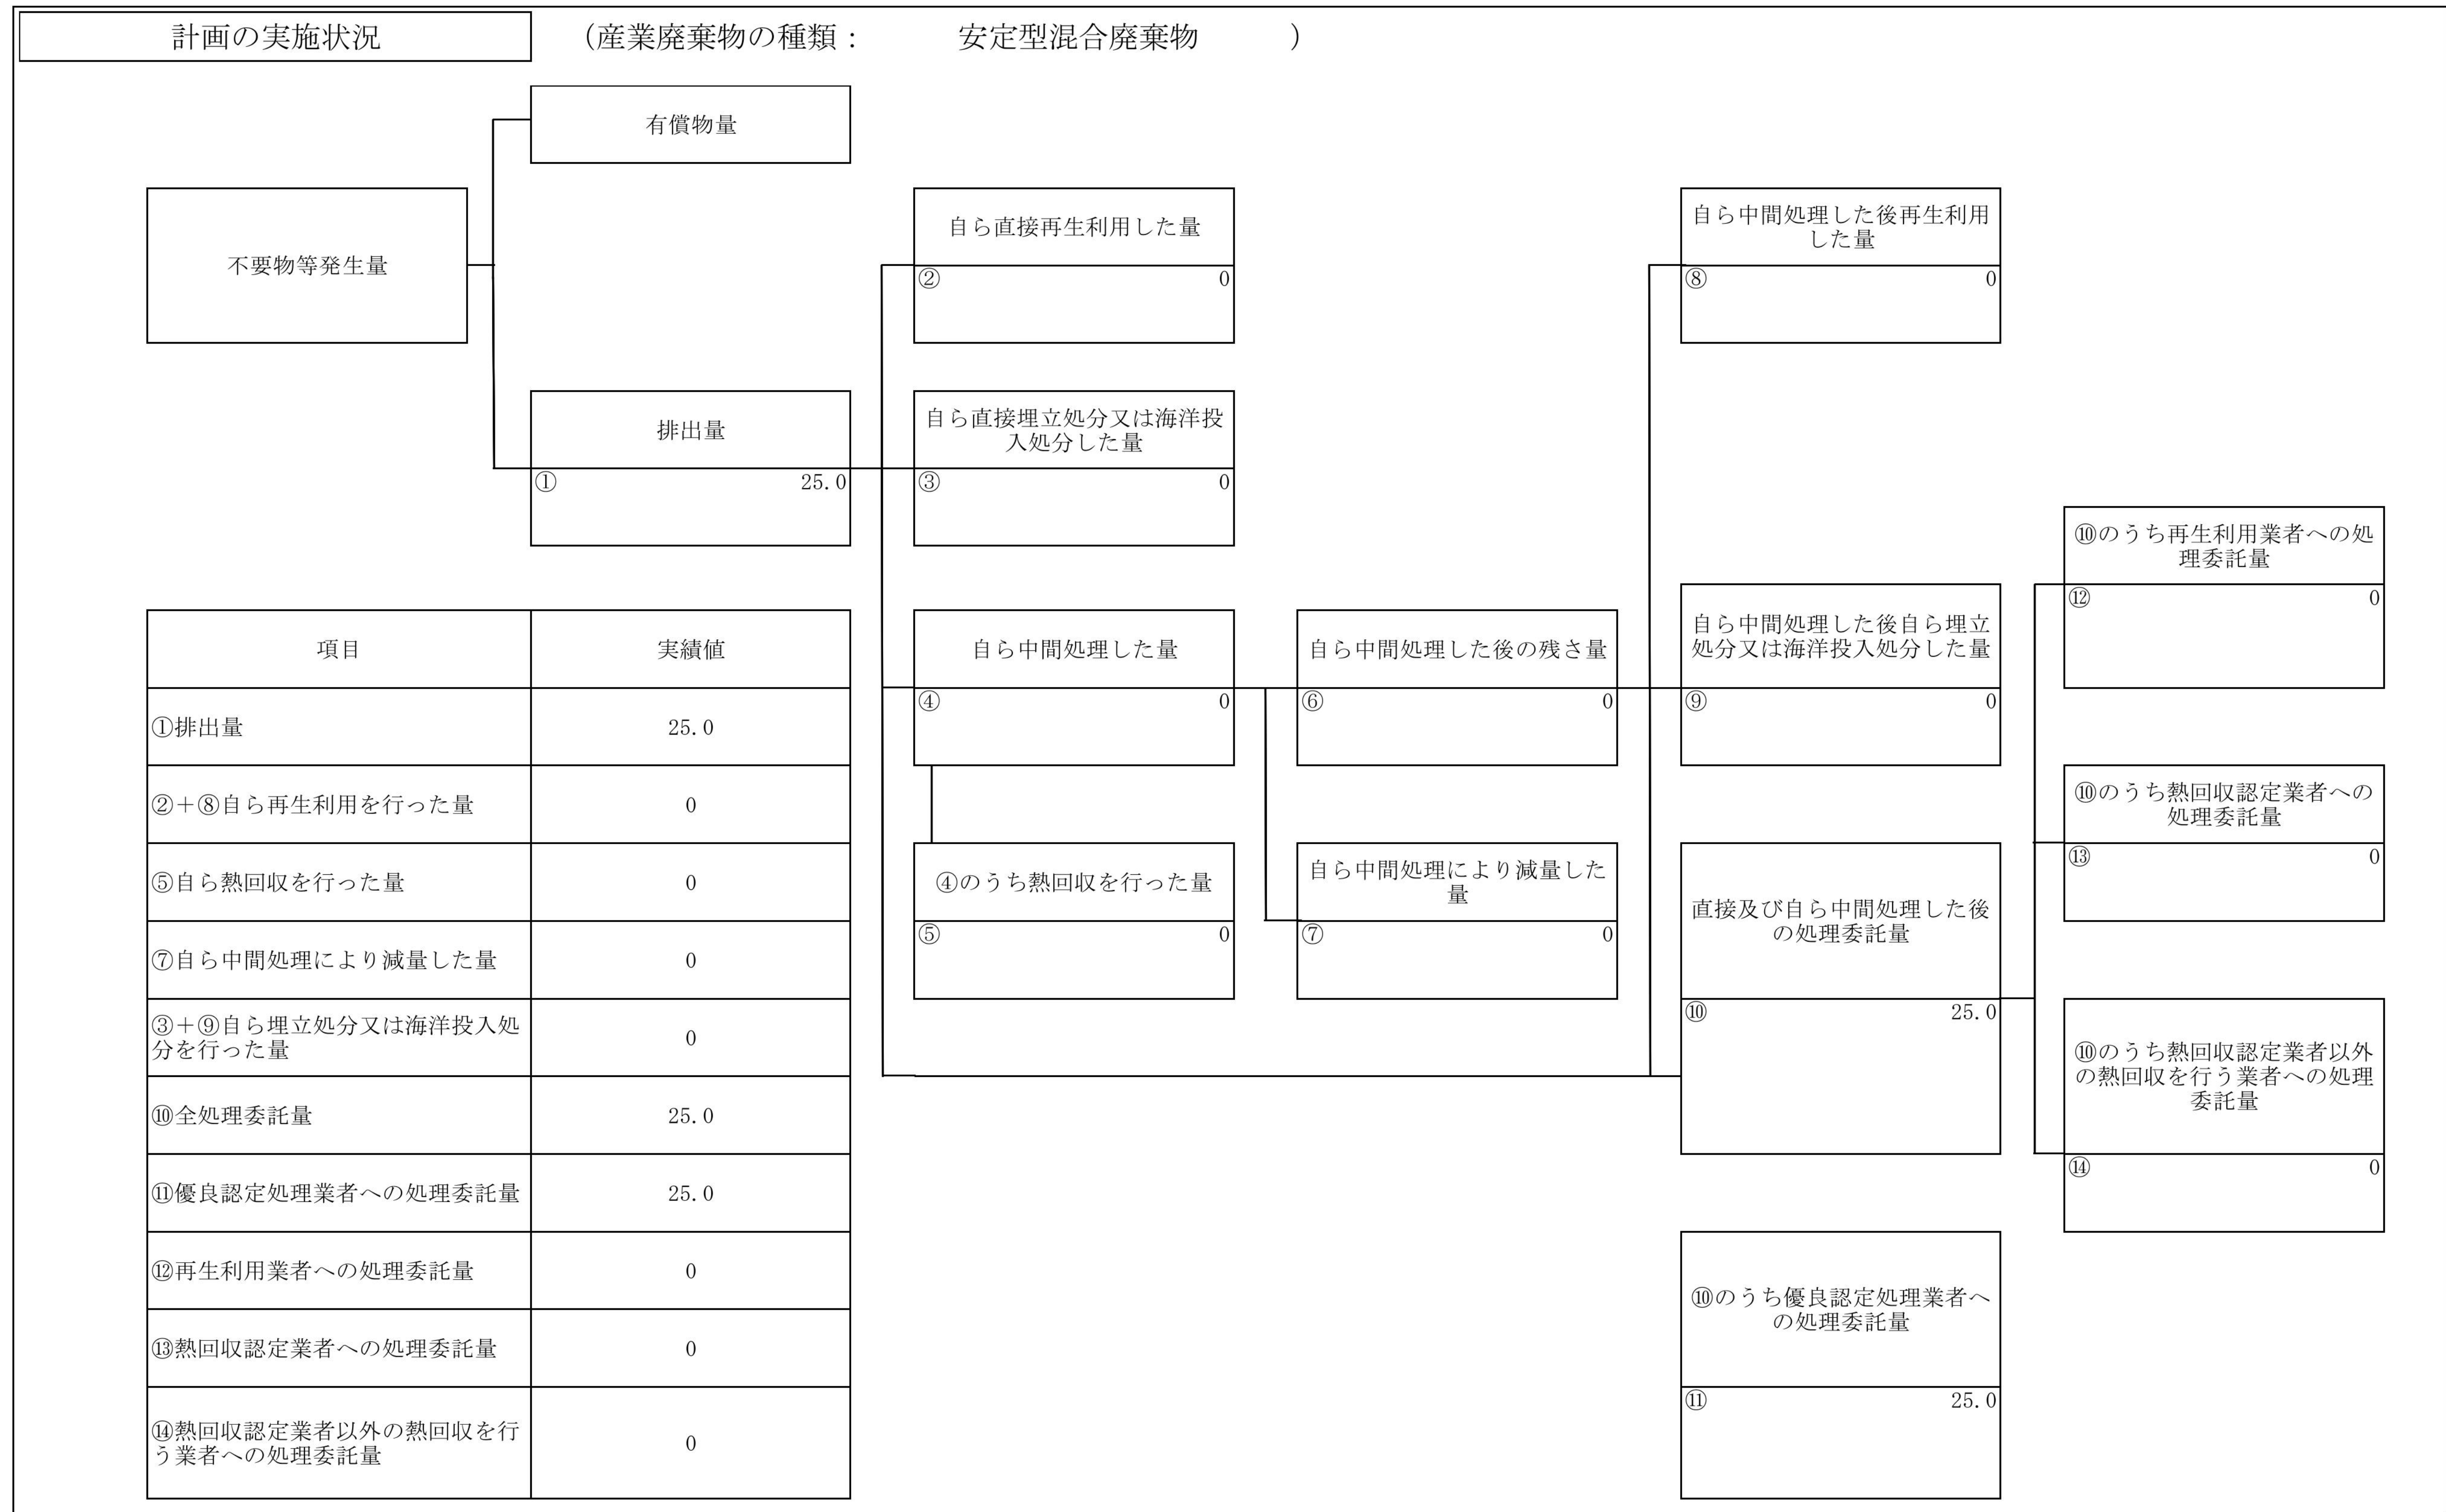 計画の実施状況 （産業廃棄物の種類： 安定型混合廃棄物 ）
有償物量
不要物等発生量
自ら直接再生利用した量
② 0
自ら中間処理した後再生利用
した量
⑧ 0
排出量
① 25.0
自ら直接埋立処分又は海洋投
入処分した量
③ 0
⑩のうち再生利用業者への処
理委託量
⑫ 0
自ら中間処理した量
④ 0
自ら中間処理した後の残さ量
⑥ 0
自ら中間処理した後自ら埋立
処分又は海洋投入処分した量
⑨ 0
⑩のうち熱回収認定業者への
処理委託量
⑬ 0
④のうち熱回収を行った量
⑤ 0
自ら中間処理により減量した
量
⑦ 0
直接及び自ら中間処理した後
の処理委託量
⑩ 25.0
⑩のうち熱回収認定業者以外
の熱回収を行う業者への処理
委託量
⑭ 0
⑩のうち優良認定処理業者へ
の処理委託量
⑪ 25.0
項目 実績値
①排出量 25.0
②＋⑧自ら再生利用を行った量 0
⑤自ら熱回収を行った量 0
⑦自ら中間処理により減量した量 0
③＋⑨自ら埋立処分又は海洋投入処
分を行った量 0
⑩全処理委託量 25.0
⑪優良認定処理業者への処理委託量 25.0
⑫再生利用業者への処理委託量 0
⑬熱回収認定業者への処理委託量 0
⑭熱回収認定業者以外の熱回収を行
う業者への処理委託量 0